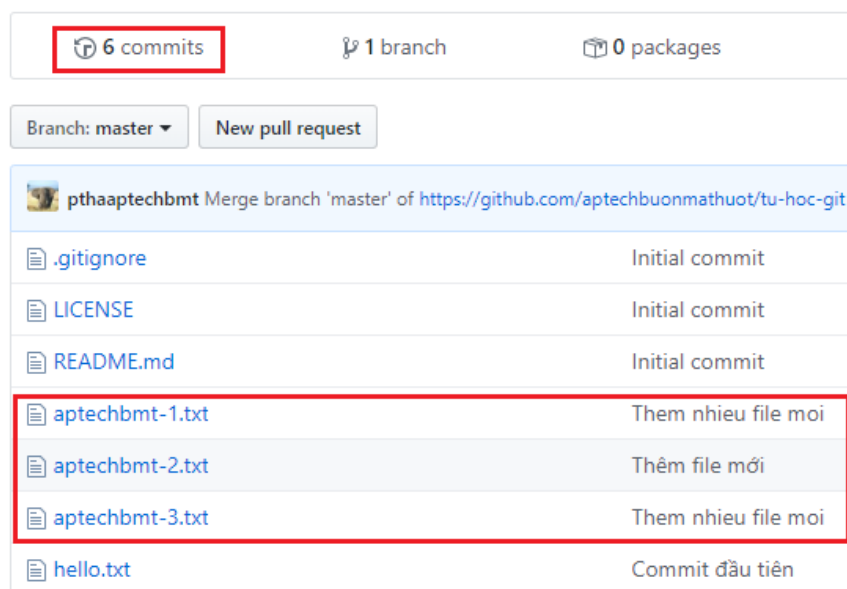 6 commits 1 branch 0 packages
Branch: master New pull request
pthaaptechbmt Merge branch 'master' of https://github.com/aptechbuonmathuot/tu-hoc-git
.gitignore Initial commit
LICENSE Initial commit
README.md Initial commit
aptechbmt-1.txt Them nhieu file moi
aptechbmt-2.txt Thêm file mới
aptechbmt-3.txt Them nhieu file moi
hello.txt Commit đầu tiên